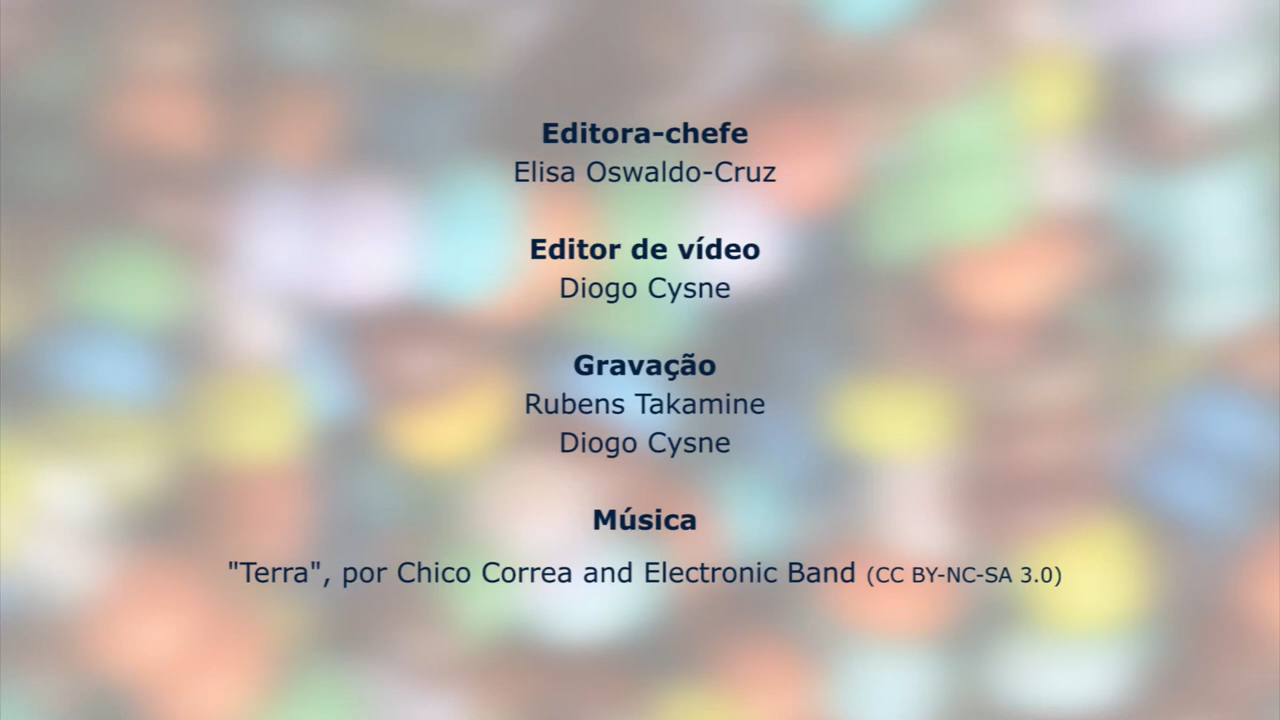 Editora-chefe
Elisa Oswaldo-Cruz
Editor de vídeo
Diogo Cysne
Gravação
Rubens Takamine
Diogo Cysne
Música
"Terra", por Chico Correa and Electronic Band (CC BY-NC-SA 3.0)